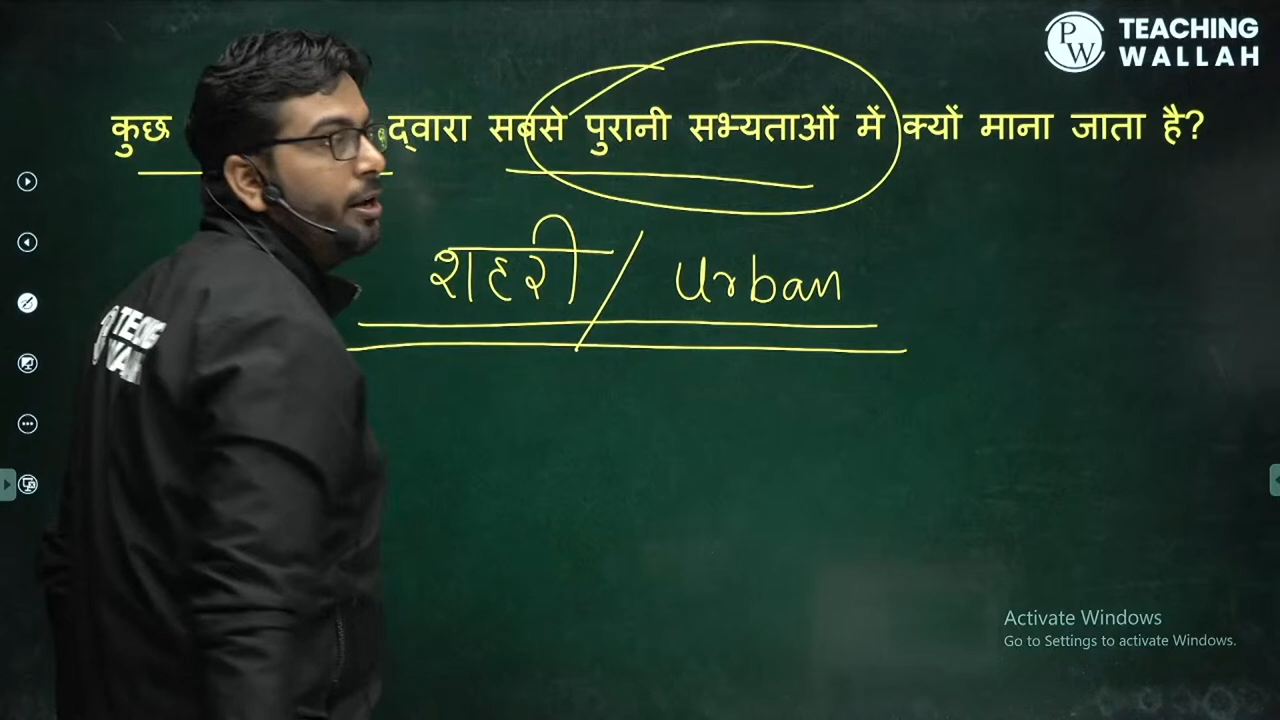 TEACHING
WALLAH
कुछ द्वारा सबसे पुरानी सभ्यताओं में क्यों माना जाता है?
शहरी / Urban
Activate Windows
Go to Settings to activate Windows.